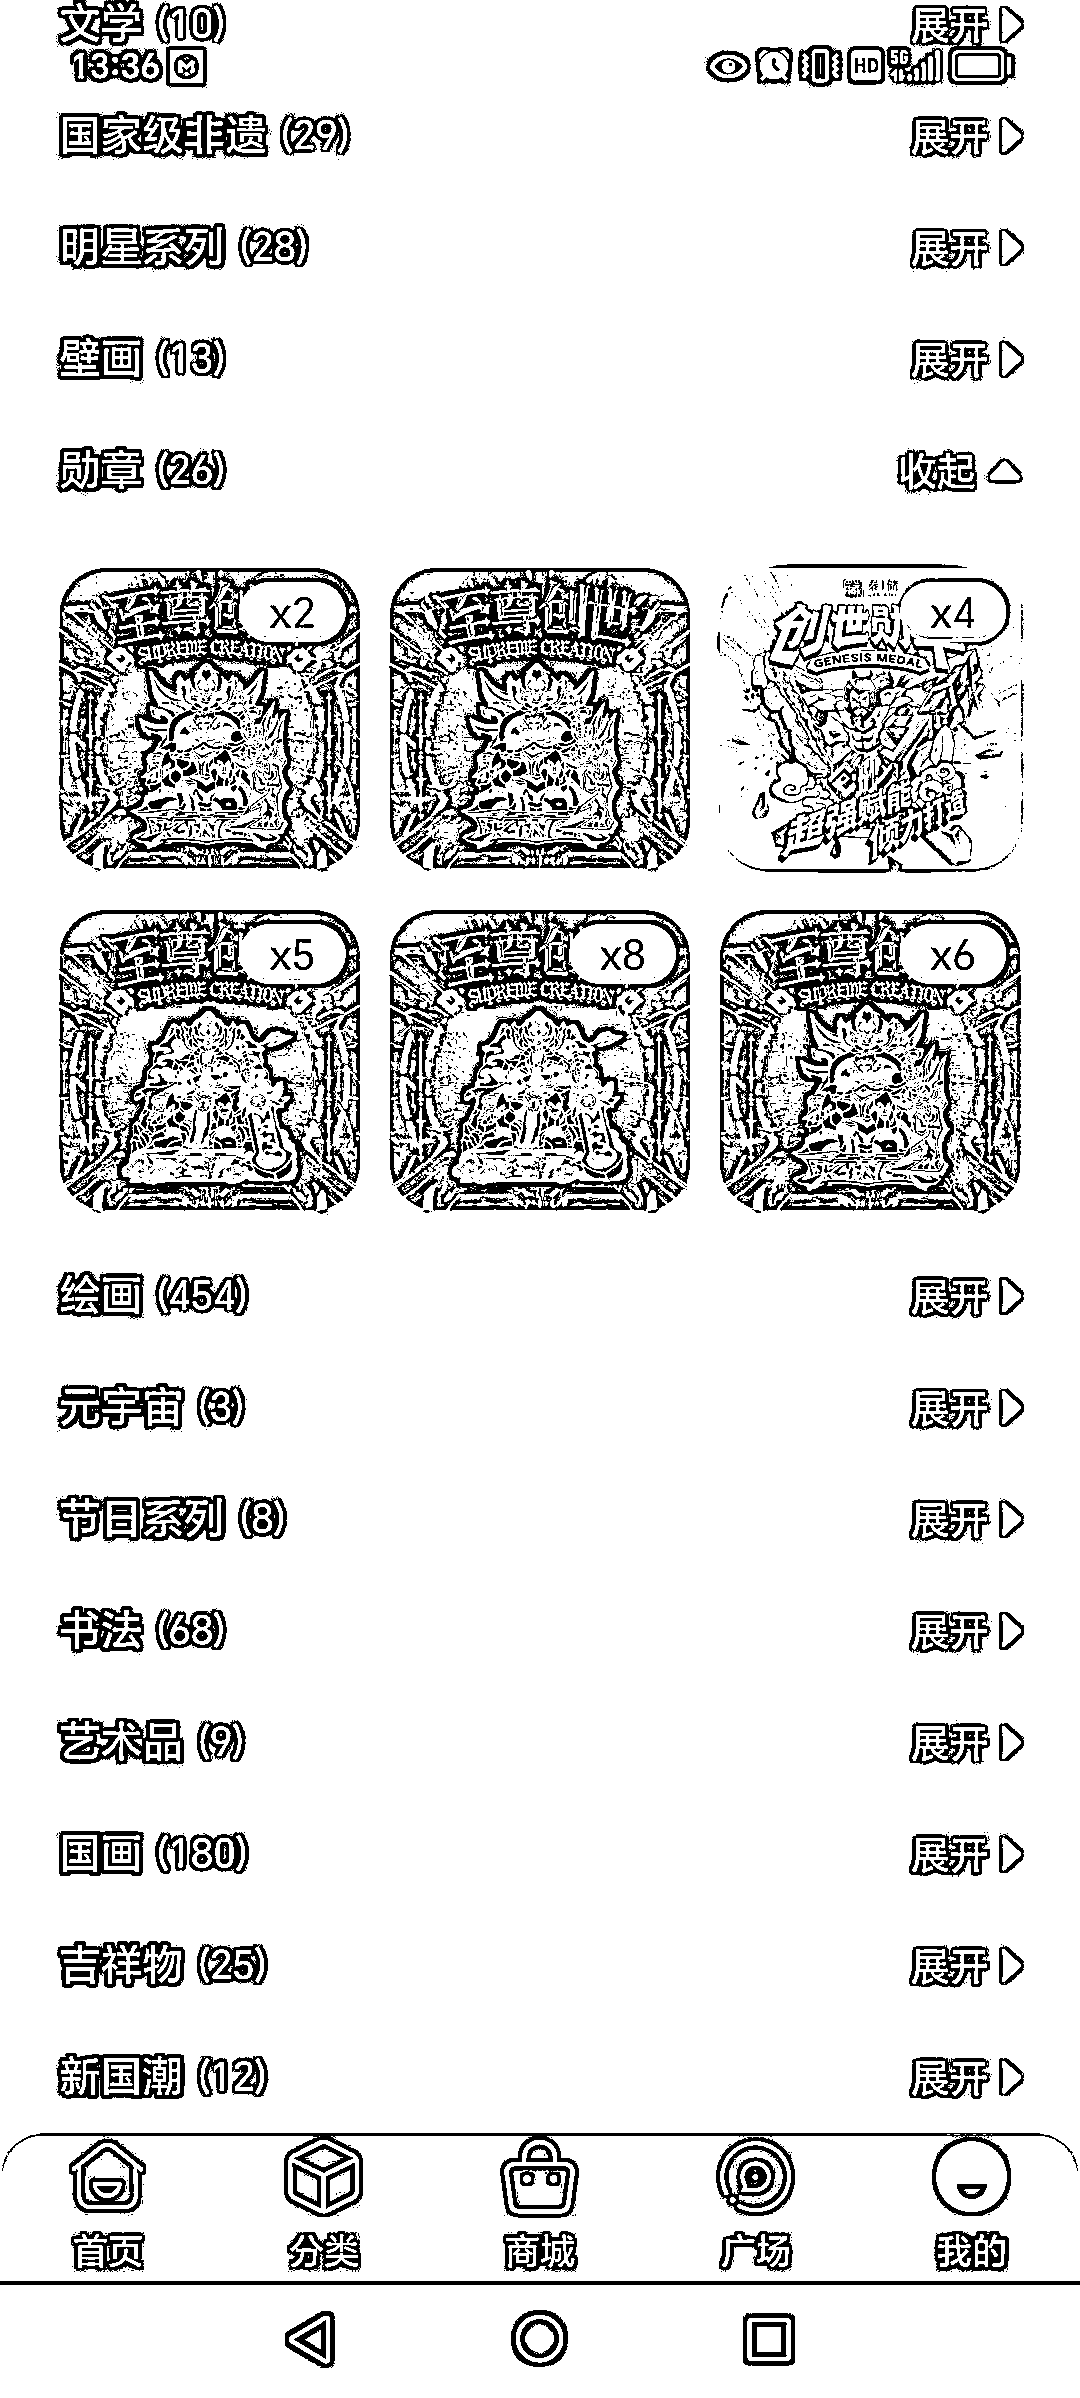 文学 (10) 展开
13:36 HD 5G
国家级非遗 (29) 展开
明星系列 (28) 展开
壁画 (13) 展开
勋章 (26) 收起
至尊创 x2
SUPREME CREATION
至尊创世
SUPREME CREATION
创世勋 x4
GENESIS MEDAL
超强赋能
倾力打造
至尊创 x5
SUPREME CREATION
至尊创 x8
SUPREME CREATION
至尊创 x6
SUPREME CREATION
绘画 (454) 展开
元宇宙 (3) 展开
节日系列 (8) 展开
书法 (68) 展开
艺术品 (9) 展开
国画 (180) 展开
吉祥物 (25) 展开
新国潮 (12) 展开
首页 分类 商城 广场 我的